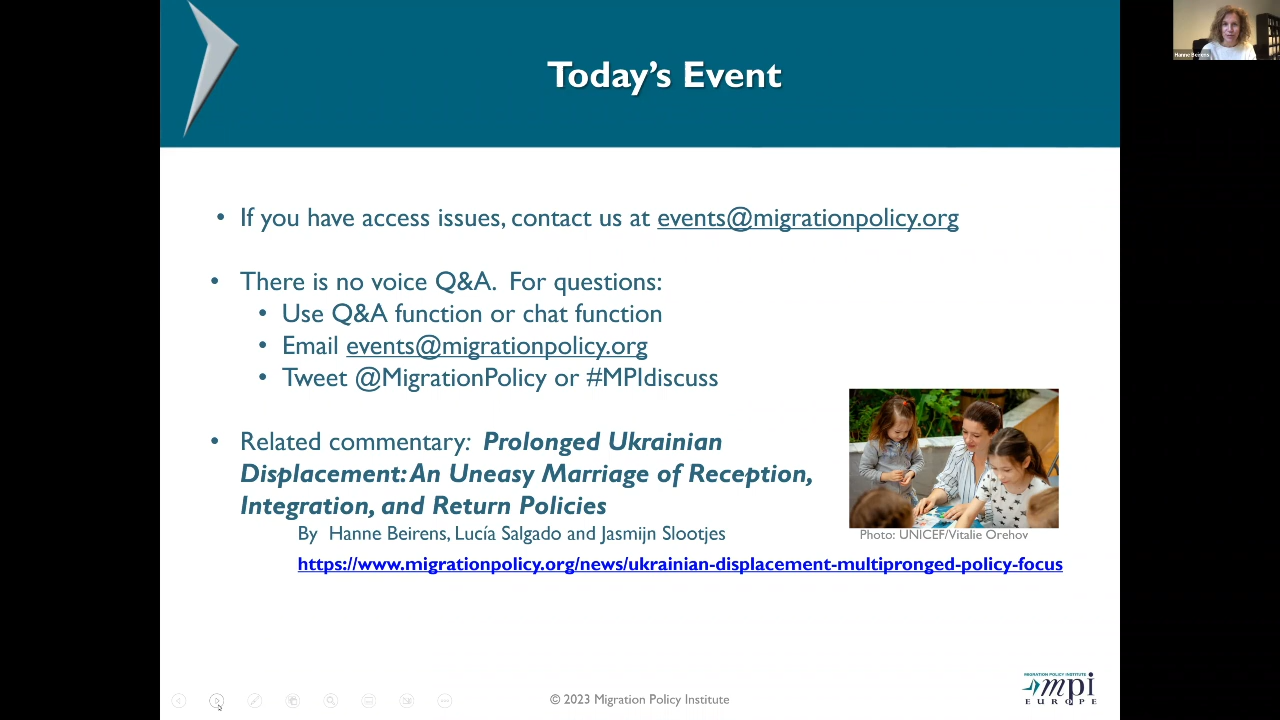 Today's Event
Hanne Beirens
• If you have access issues, contact us at events@migrationpolicy.org
• There is no voice Q&A. For questions:
• Use Q&A function or chat function
• Email events@migrationpolicy.org
• Tweet @MigrationPolicy or #MPIdiscuss
• Related commentary: Prolonged Ukrainian
Displacement: An Uneasy Marriage of Reception,
Integration, and Return Policies
By Hanne Beirens, Lucía Salgado and Jasmijn Slootjes
Photo: UNICEF/Vitalie Orehov
https://www.migrationpolicy.org/news/ukrainian-displacement-multipronged-policy-focus
© 2023 Migration Policy Institute
MIGRATION POLICY INSTITUTE
mpi
EUROPE